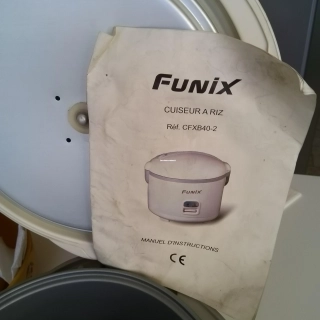 FUNIX
CUISEUR A RIZ
Réf. CFXB40-2
FUNIX
MANUEL D'INSTRUCTIONS
CE